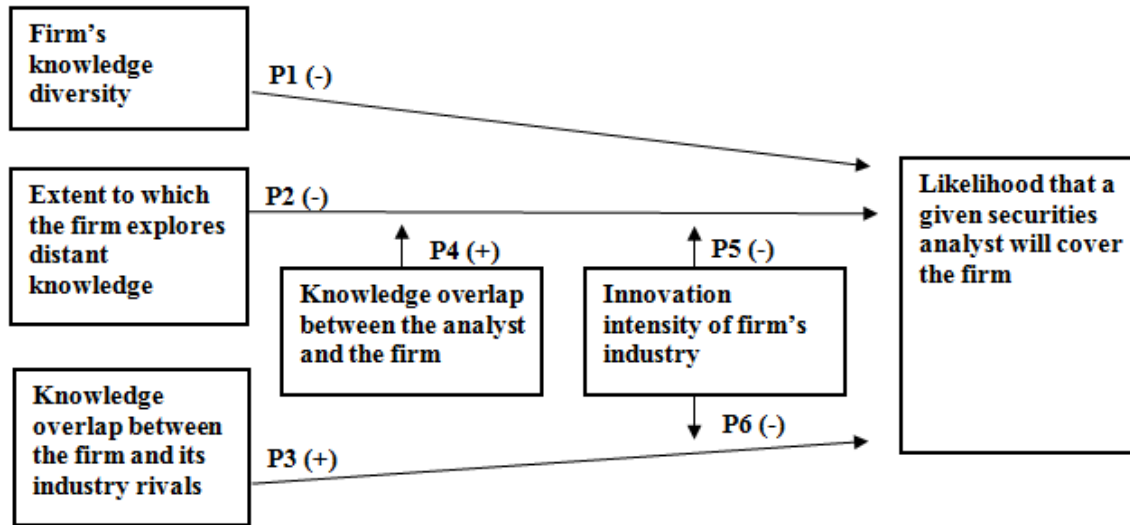 Firm's
knowledge
diversity
P1 (-)
Extent to which
the firm explores
distant
knowledge
P2 (-)
P4 (+)
P5 (-)
Likelihood that a
given securities
analyst will cover
the firm
Knowledge overlap
between the analyst
and the firm
Innovation
intensity of firm's
industry
Knowledge
overlap between
the firm and its
industry rivals
P3 (+)
P6 (-)